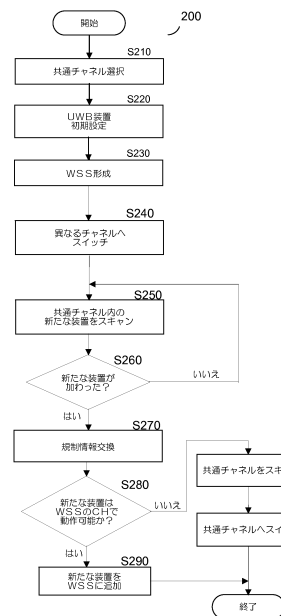 開始
200
S210
共通チャネル選択
S220
UWB装置
初期設定
S230
WSS形成
S240
異なるチャネルへ
スイッチ
S250
共通チャネル内の
新たな装置をスキャン
S260
新たな装置が
加わった?
いいえ
はい
S270
規制情報交換
S280
新たな装置は
WSSのCHで
動作可能か?
いいえ
共通チャネルをスキ
共通チャネルへスイ
はい
S290
新たな装置を
WSSに追加
終了